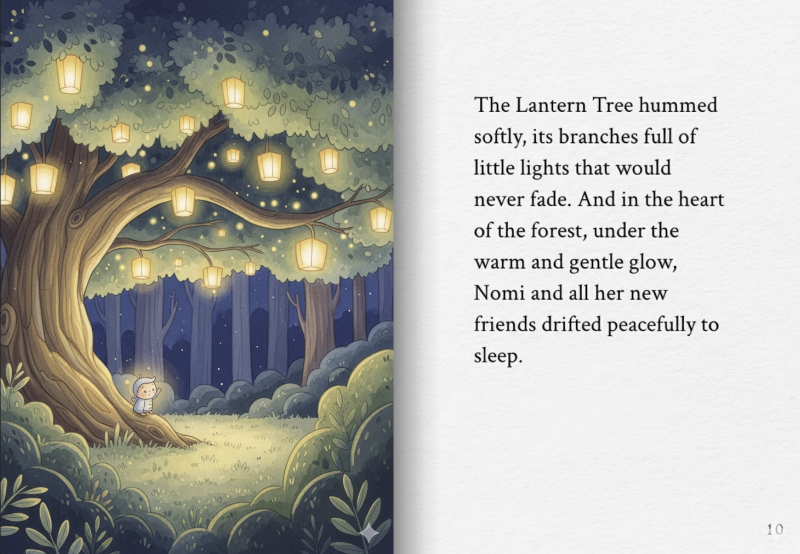 The Lantern Tree hummed
softly, its branches full of
little lights that would
never fade. And in the heart
of the forest, under the
warm and gentle glow,
Nomi and all her new
friends drifted peacefully to
sleep.
10